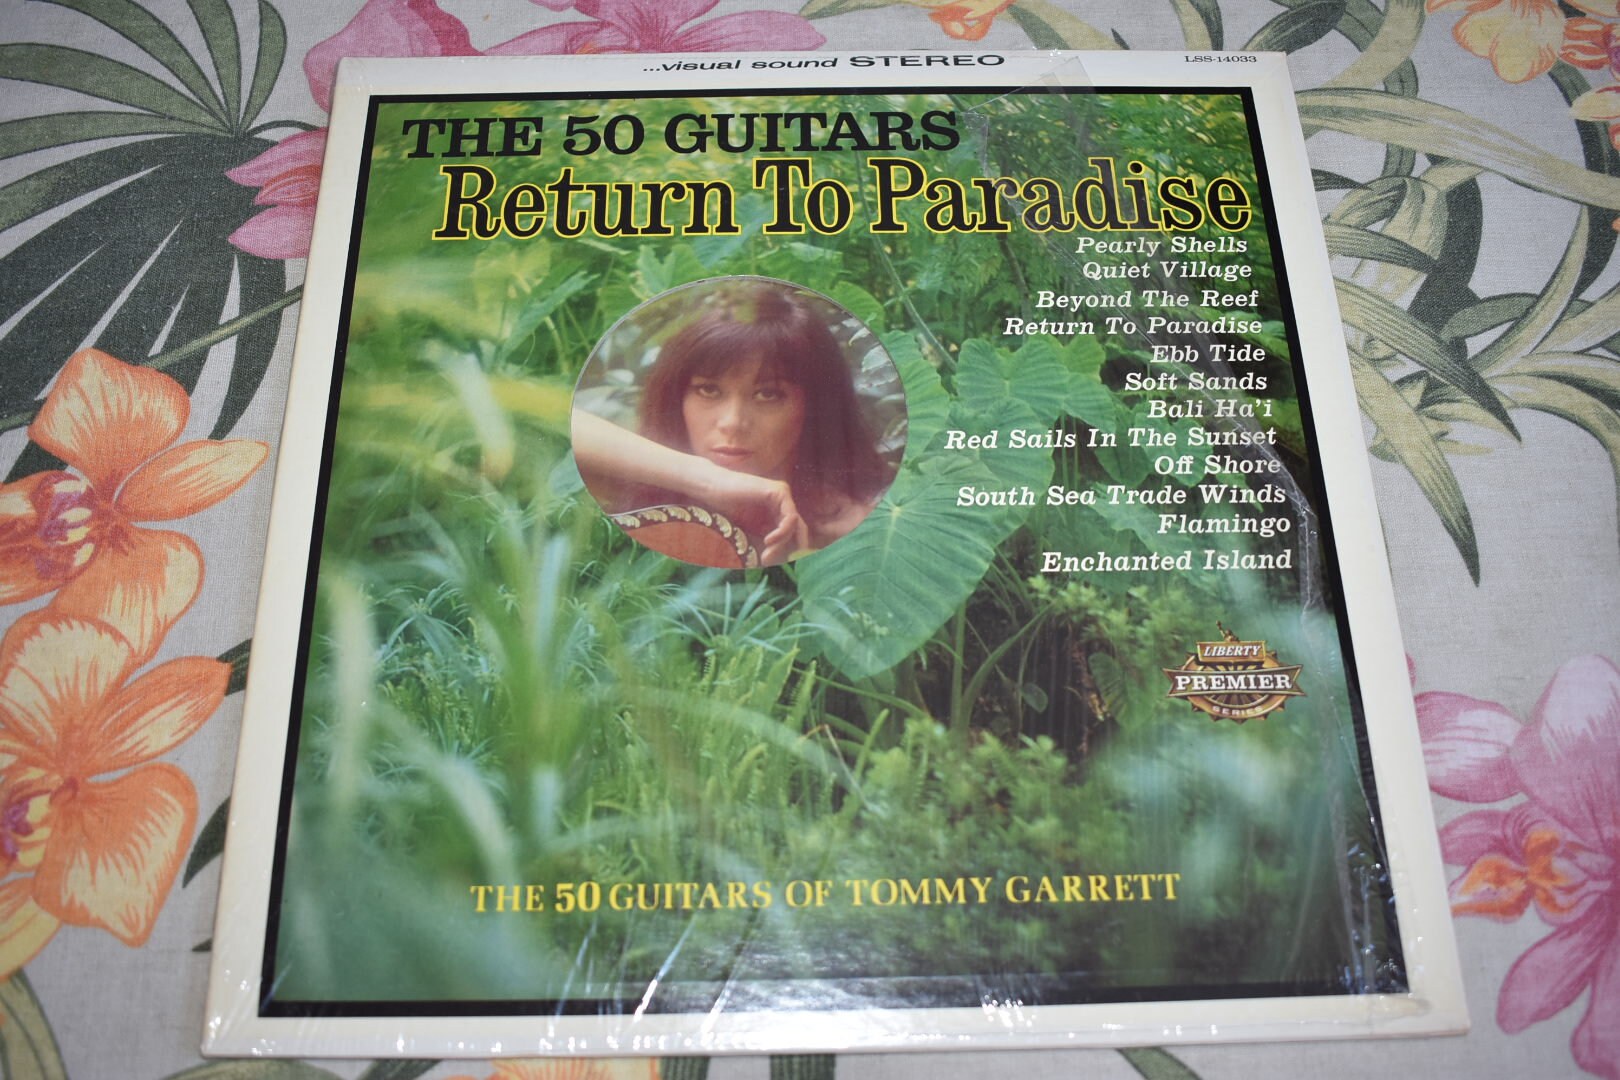 ...visual sound STEREO
LSS-14033
THE 50 GUITARS
Return To Paradise
Pearly Shells
Quiet Village
Beyond The Reef
Return To Paradise
Ebb Tide
Soft Sands
Bali Ha'i
Red Sails In The Sunset
Off Shore
South Sea Trade Winds
Flamingo
Enchanted Island
LIBERTY
PREMIER
SERIES
THE 50 GUITARS OF TOMMY GARRETT